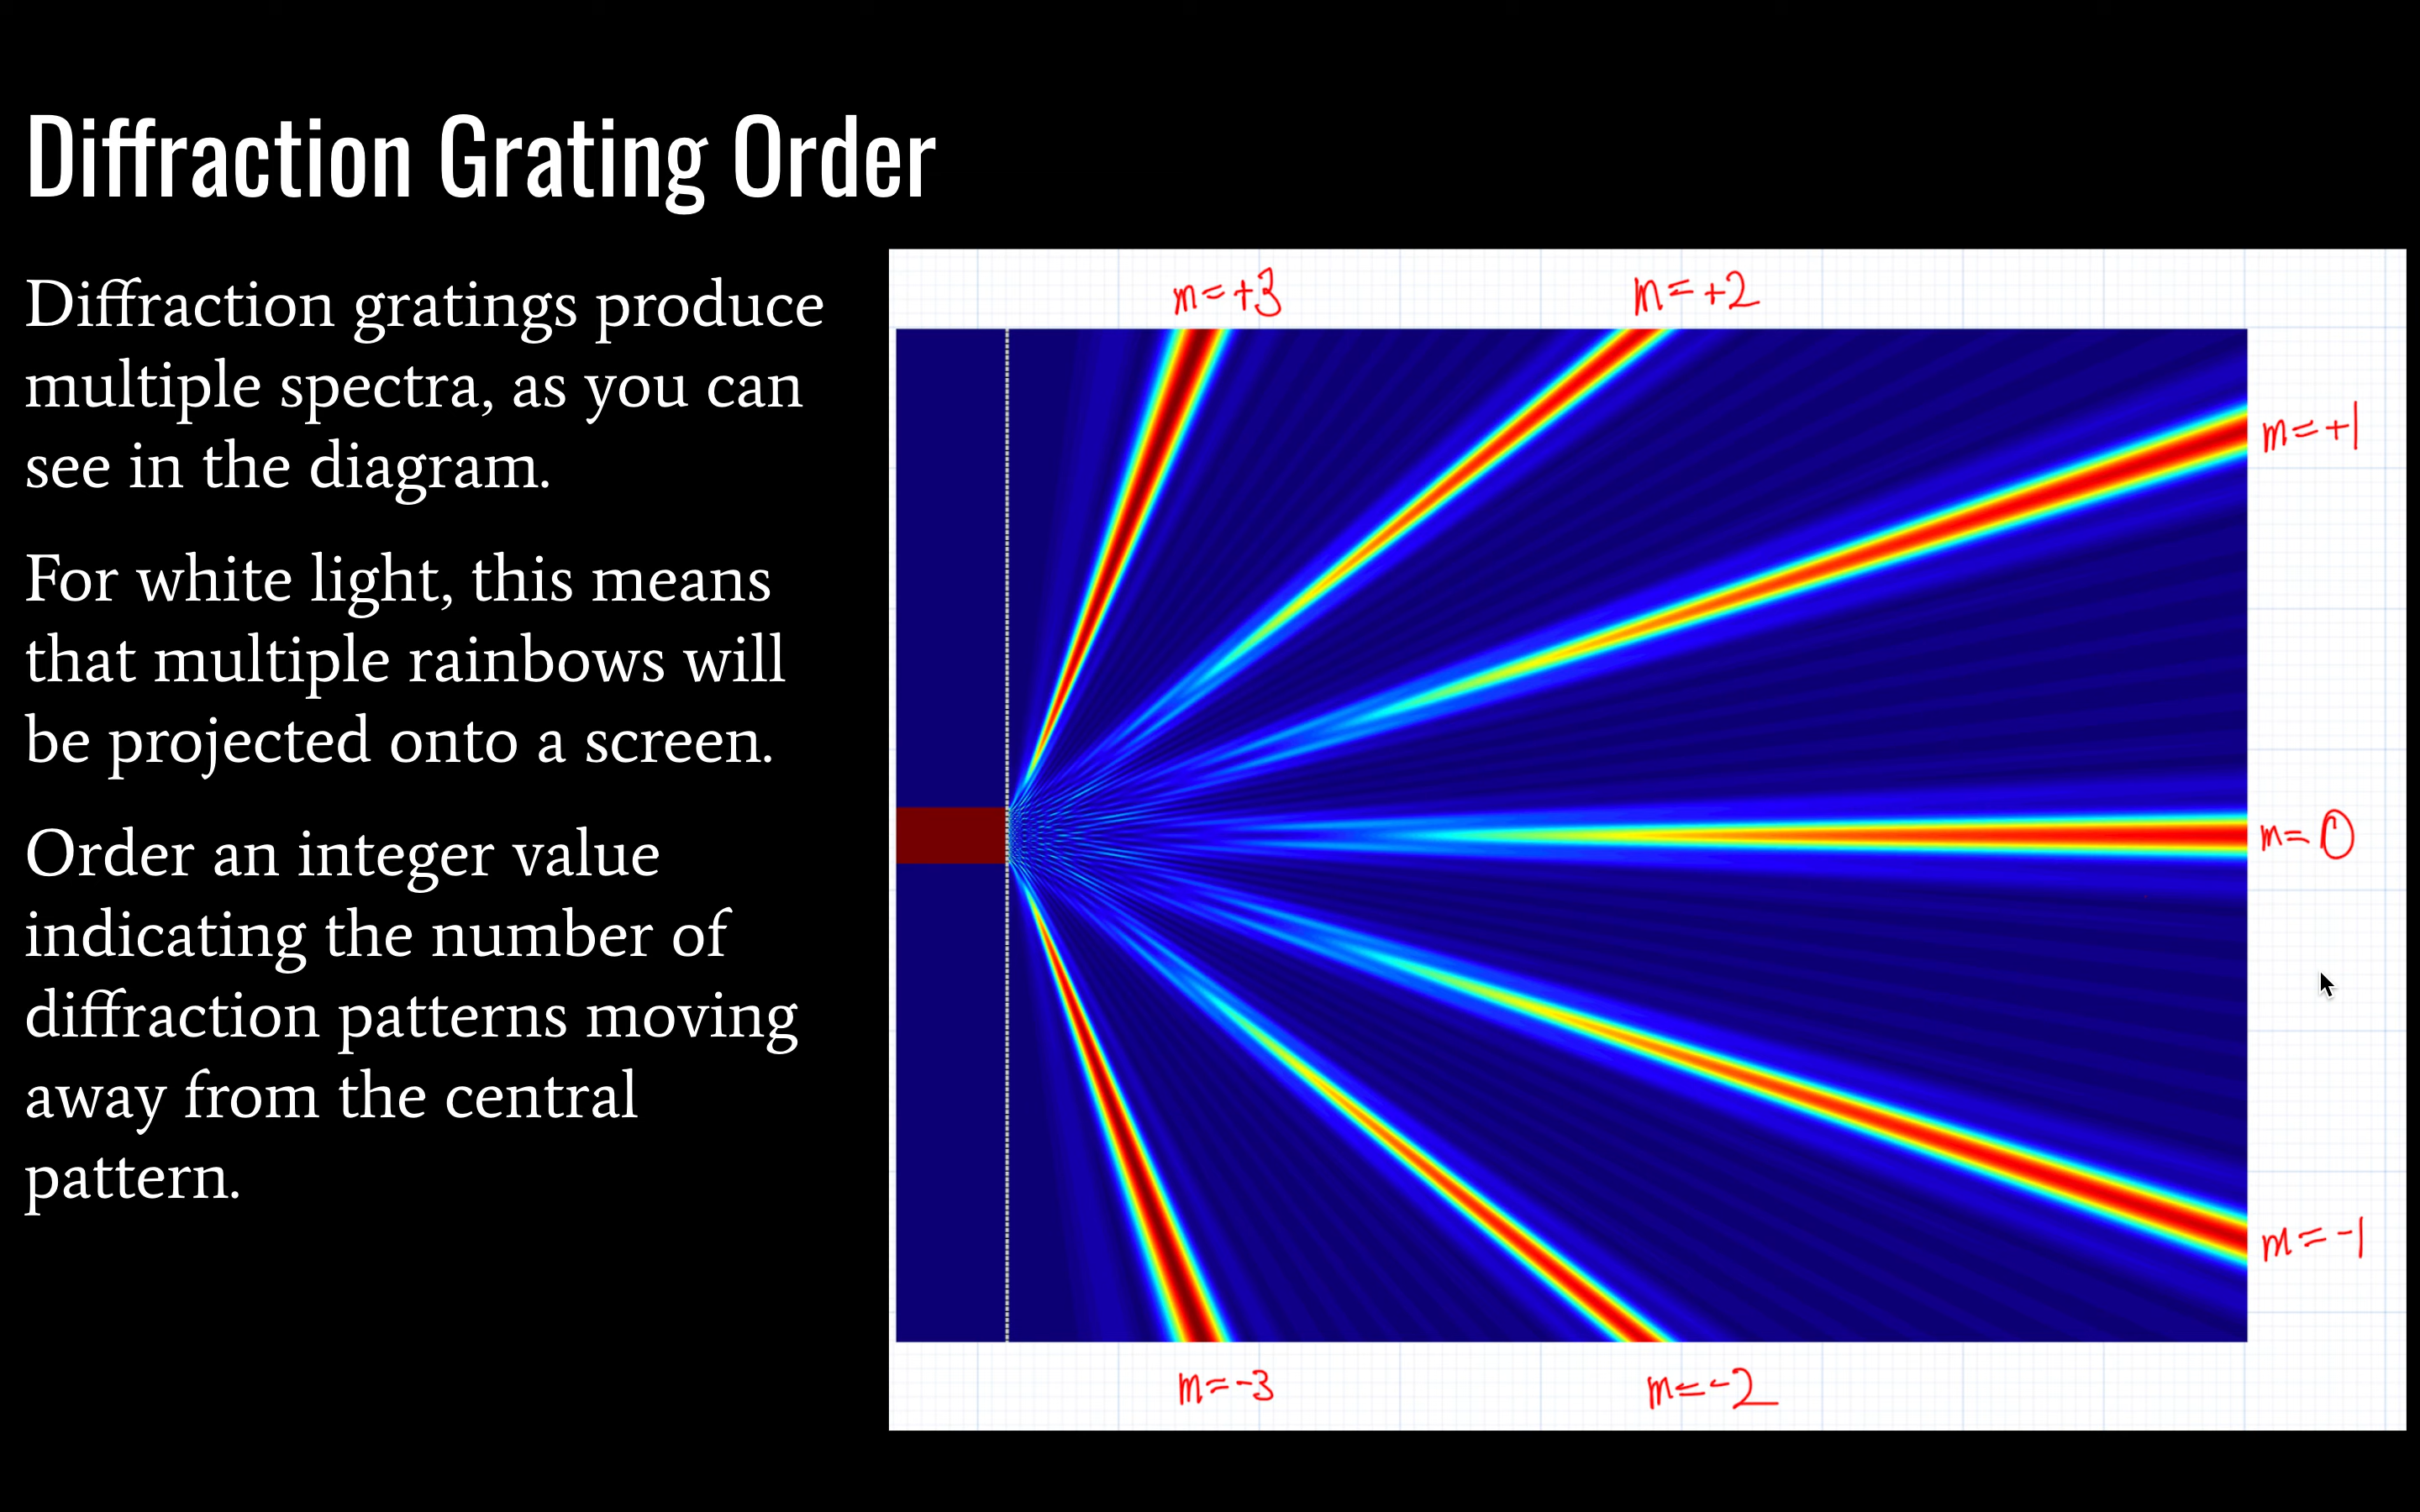 Diffraction Grating Order
Diffraction gratings produce
multiple spectra, as you can
see in the diagram.
For white light, this means
that multiple rainbows will
be projected onto a screen.
Order an integer value
indicating the number of
diffraction patterns moving
away from the central
pattern.
m=+3
m=+2
m=+1
m=0
m=-1
m=-3
m=-2